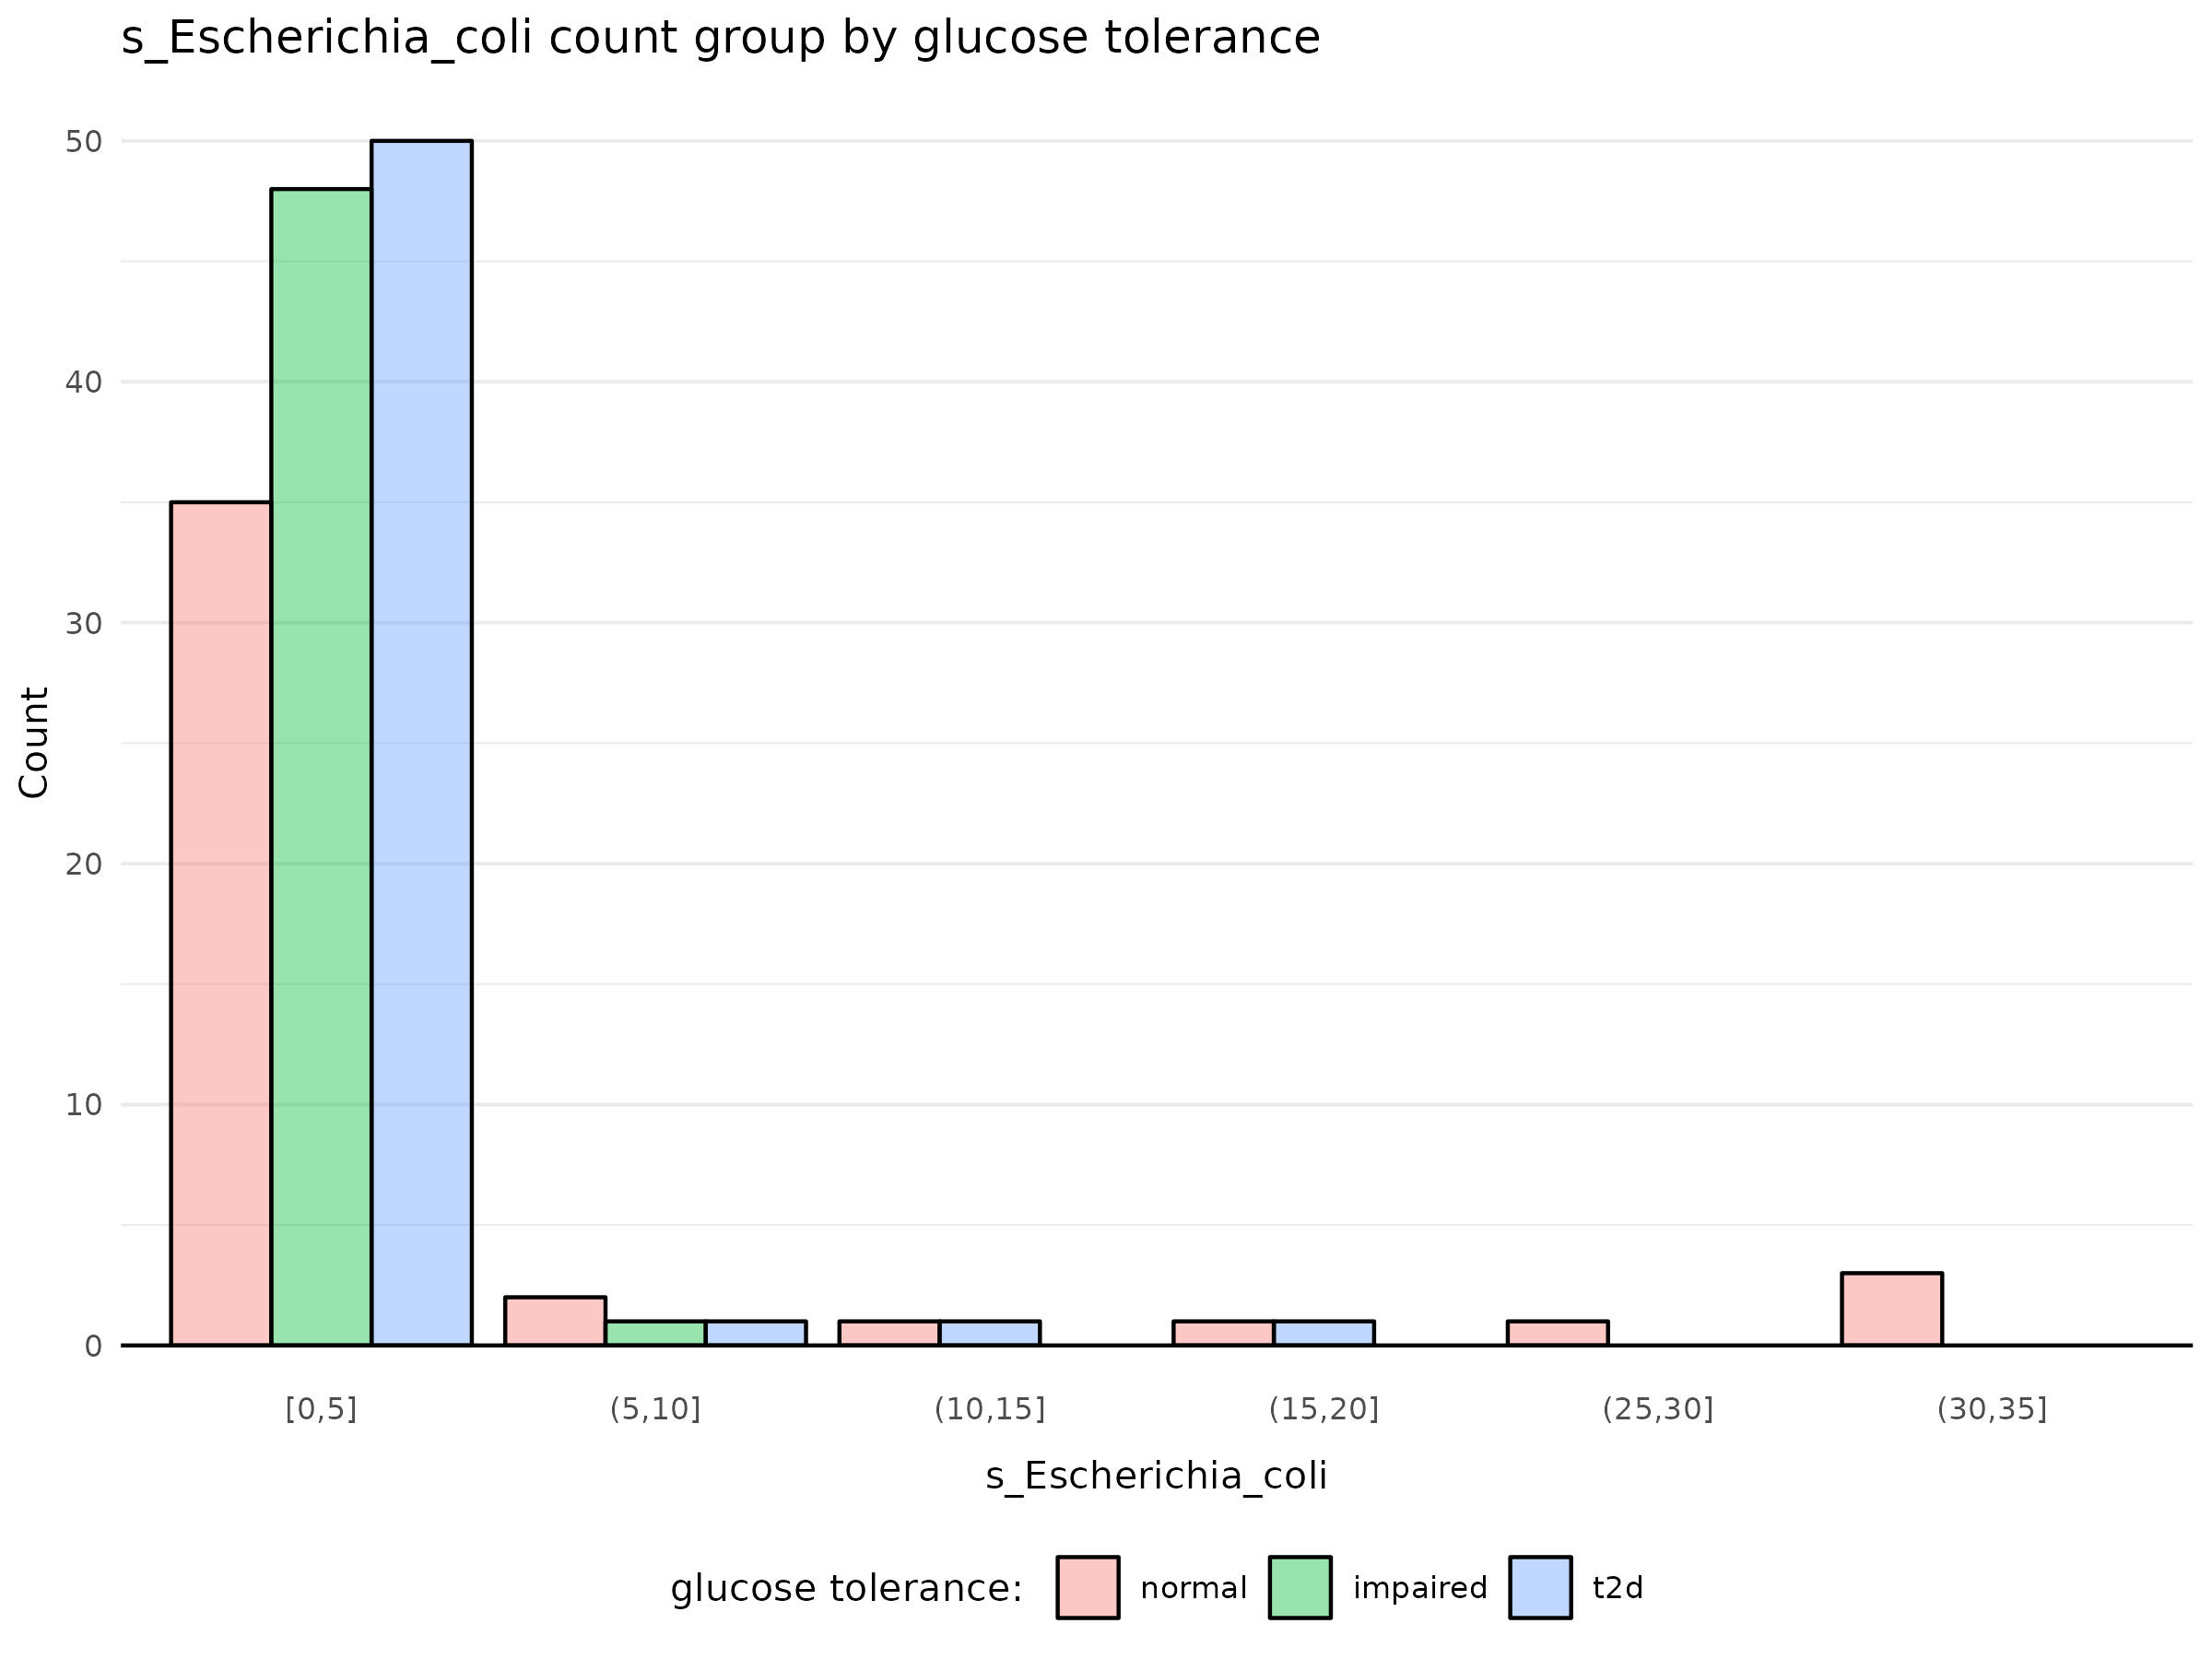 s_Escherichia_coli count group by glucose tolerance
50
40
30
20
10
0
Count
[0,5]
(5,10]
(10,15]
(15,20]
(25,30]
(30,35]
s_Escherichia_coli
glucose tolerance:
normal
impaired
t2d